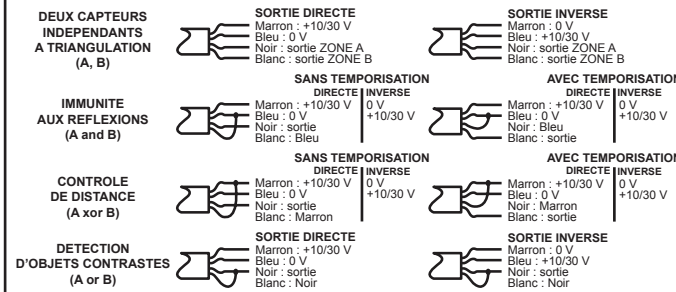 DEUX CAPTEURS
INDEPENDANTS
A TRIANGULATION
(A, B)
SORTIE DIRECTE
Marron : +10/30 V
Bleu : 0 V
Noir : sortie ZONE A
Blanc : sortie ZONE B
SORTIE INVERSE
Marron : 0 V
Bleu : +10/30 V
Noir : sortie ZONE A
Blanc : sortie ZONE B
IMMUNITE
AUX REFLEXIONS
(A and B)
SANS TEMPORISATION
DIRECTE INVERSE
Marron : +10/30 V 0 V
Bleu : 0 V +10/30 V
Noir : sortie
Blanc : Bleu
AVEC TEMPORISATION
DIRECTE INVERSE
Marron : +10/30 V 0 V
Bleu : 0 V +10/30 V
Noir : Bleu
Blanc : sortie
CONTROLE
DE DISTANCE
(A xor B)
SANS TEMPORISATION
DIRECTE INVERSE
Marron : +10/30 V 0 V
Bleu : 0 V +10/30 V
Noir : sortie
Blanc : Marron
AVEC TEMPORISATION
DIRECTE INVERSE
Marron : +10/30 V 0 V
Bleu : 0 V +10/30 V
Noir : Marron
Blanc : sortie
DETECTION
D'OBJETS CONTRASTES
(A or B)
SORTIE DIRECTE
Marron : +10/30 V
Bleu : 0 V
Noir : sortie
Blanc : Noir
SORTIE INVERSE
Marron : 0 V
Bleu : +10/30 V
Noir : sortie
Blanc : Noir